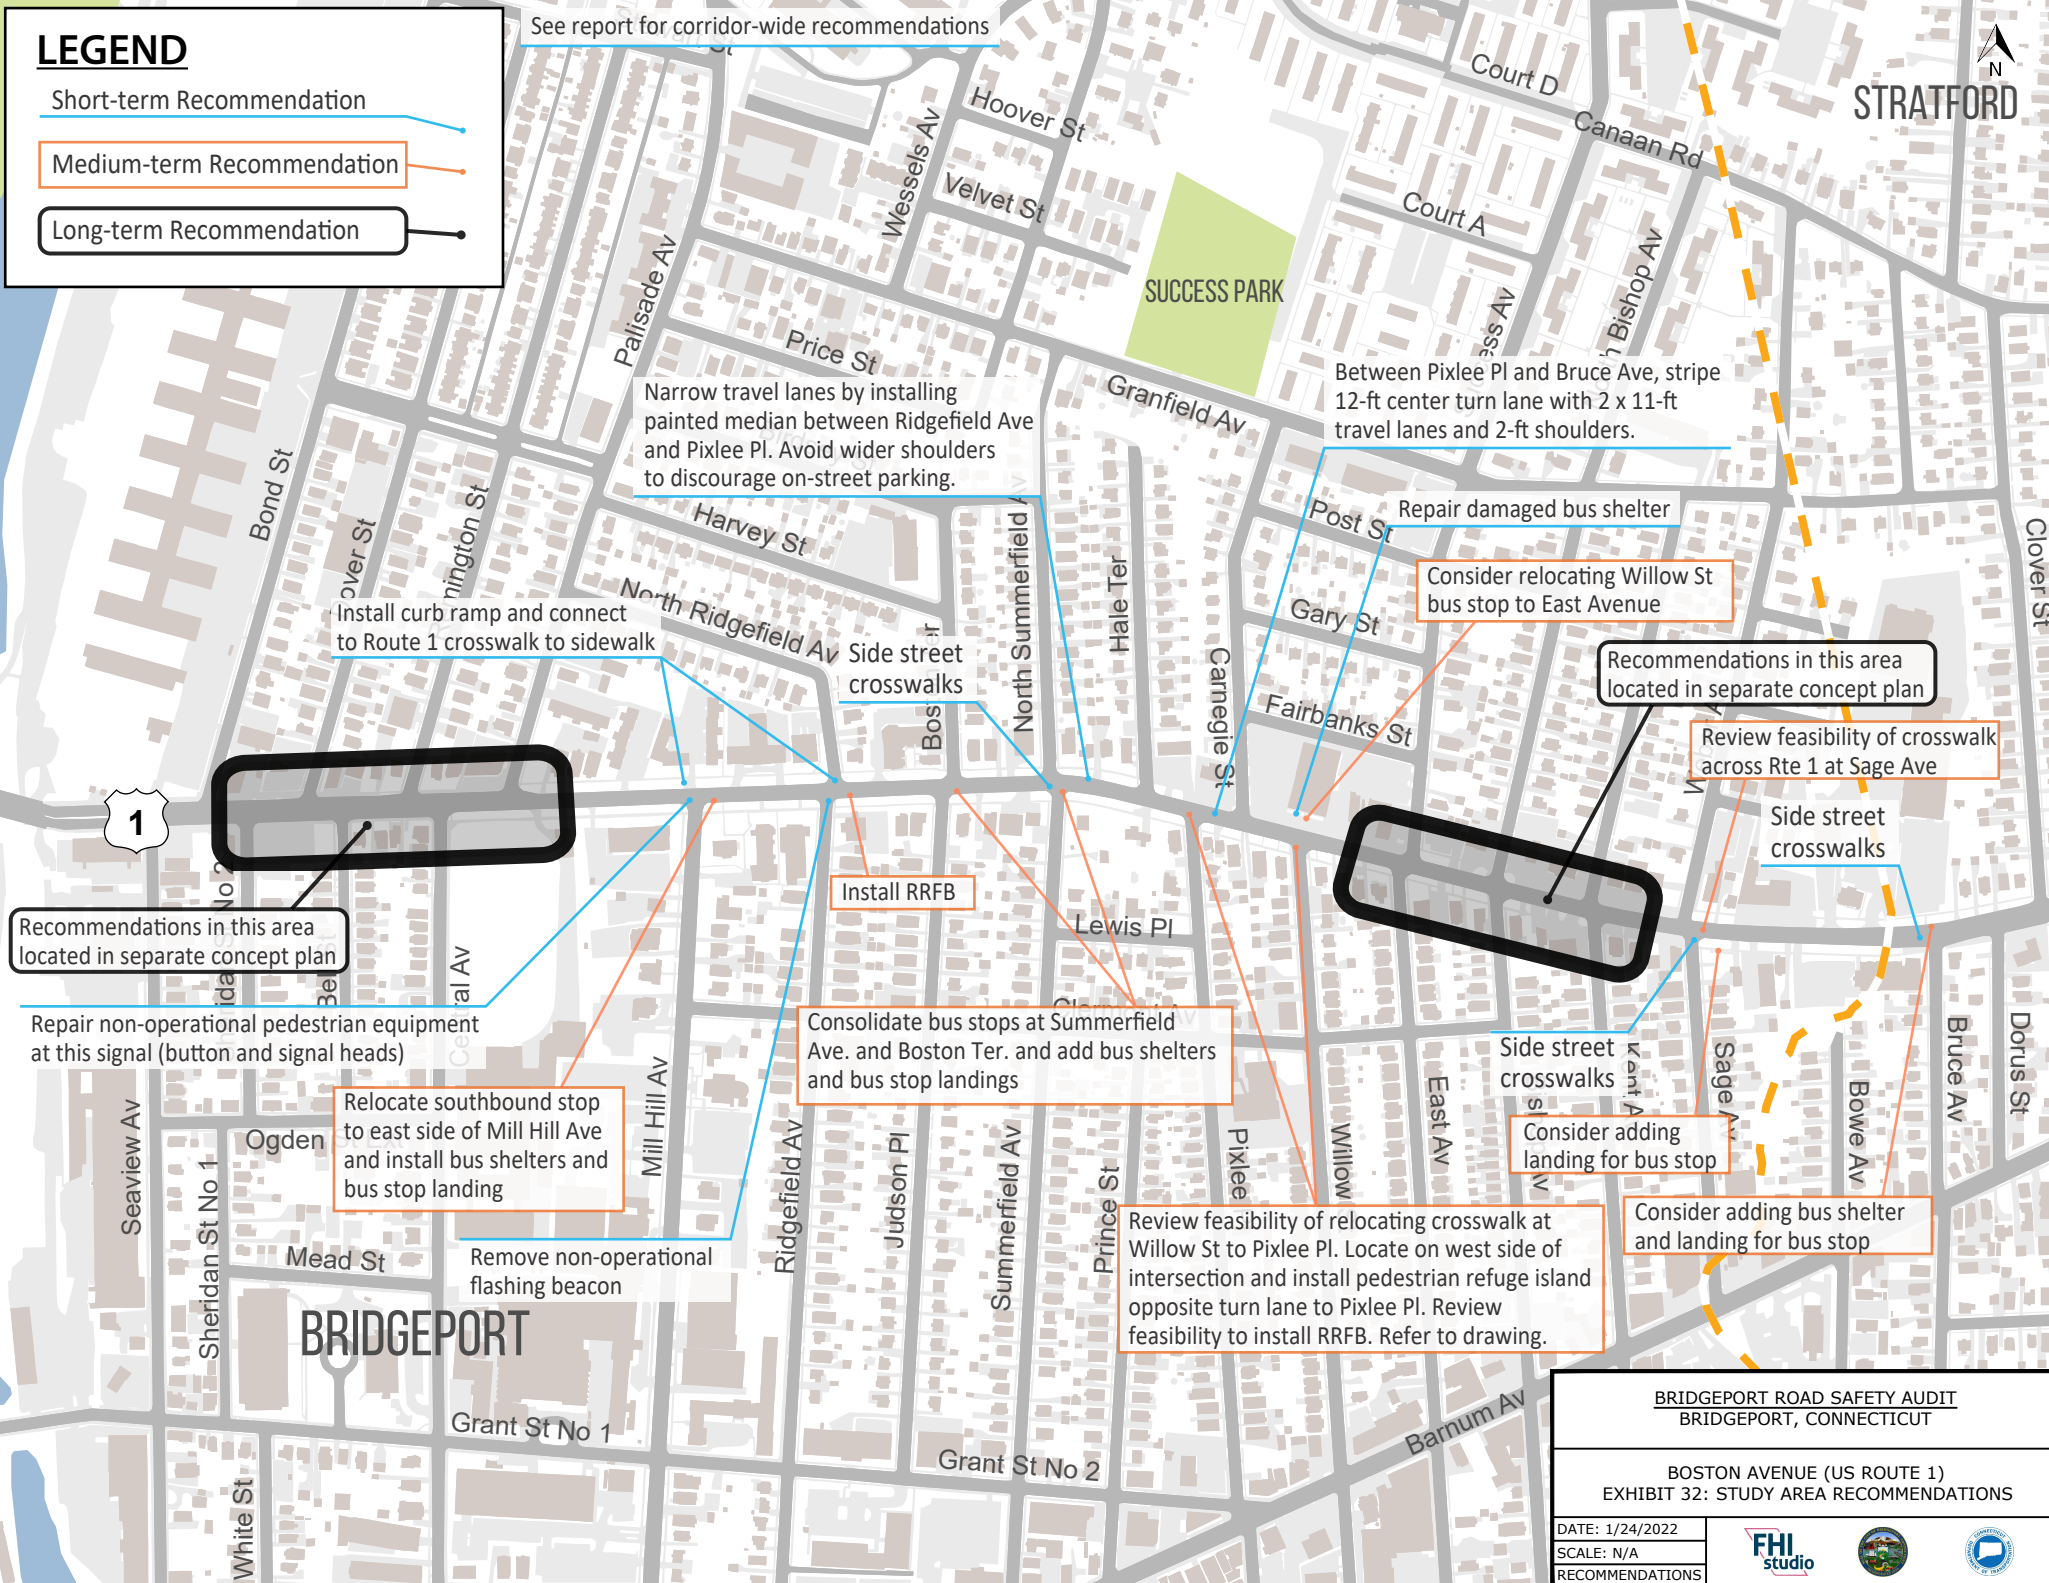 LEGEND
Short-term Recommendation
Medium-term Recommendation
Long-term Recommendation
See report for corridor-wide recommendations
N
STRATFORD
Court D
Canaan Rd
Court A
Hoover St
Velvet St
Wessels Av
Palisade Av
SUCCESS PARK
Price St
Granfield Av
Bishop Av
Narrow travel lanes by installing
painted median between Ridgefield Ave
and Pixlee Pl. Avoid wider shoulders
to discourage on-street parking.
Between Pixlee Pl and Bruce Ave, stripe
12-ft center turn lane with 2 x 11-ft
travel lanes and 2-ft shoulders.
Repair damaged bus shelter
Post St
Harvey St
Bond St
North Summerfield Av
Hale Ter
Carnegie St
Clover St
Consider relocating Willow St
bus stop to East Avenue
Gary St
Fairbanks St
Install curb ramp and connect
to Route 1 crosswalk to sidewalk
North Ridgefield Av
Side street
crosswalks
Recommendations in this area
located in separate concept plan
Review feasibility of crosswalk
across Rte 1 at Sage Ave
Side street
crosswalks
1
Install RRFB
Lewis Pl
Recommendations in this area
located in separate concept plan
Repair non-operational pedestrian equipment
at this signal (button and signal heads)
Consolidate bus stops at Summerfield
Ave. and Boston Ter. and add bus shelters
and bus stop landings
Side street
crosswalks
Relocate southbound stop
to east side of Mill Hill Ave
and install bus shelters and
bus stop landing
Consider adding
landing for bus stop
Consider adding bus shelter
and landing for bus stop
Review feasibility of relocating crosswalk at
Willow St to Pixlee Pl. Locate on west side of
intersection and install pedestrian refuge island
opposite turn lane to Pixlee Pl. Review
feasibility to install RRFB. Refer to drawing.
Remove non-operational
flashing beacon
Seaview Av
Sheridan St No 1
Ogden
Mead St
Mill Hill Av
Ridgefield Av
Judson Pl
Summerfield Av
Prince St
Pixlee
Willow
East Av
Sage Av
Bowe Av
Bruce Av
Dorus St
BRIDGEPORT
Grant St No 1
Grant St No 2
Barnum Av
White St
BRIDGEPORT ROAD SAFETY AUDIT
BRIDGEPORT, CONNECTICUT
BOSTON AVENUE (US ROUTE 1)
EXHIBIT 32: STUDY AREA RECOMMENDATIONS
DATE: 1/24/2022
SCALE: N/A
RECOMMENDATIONS
FHI
studio